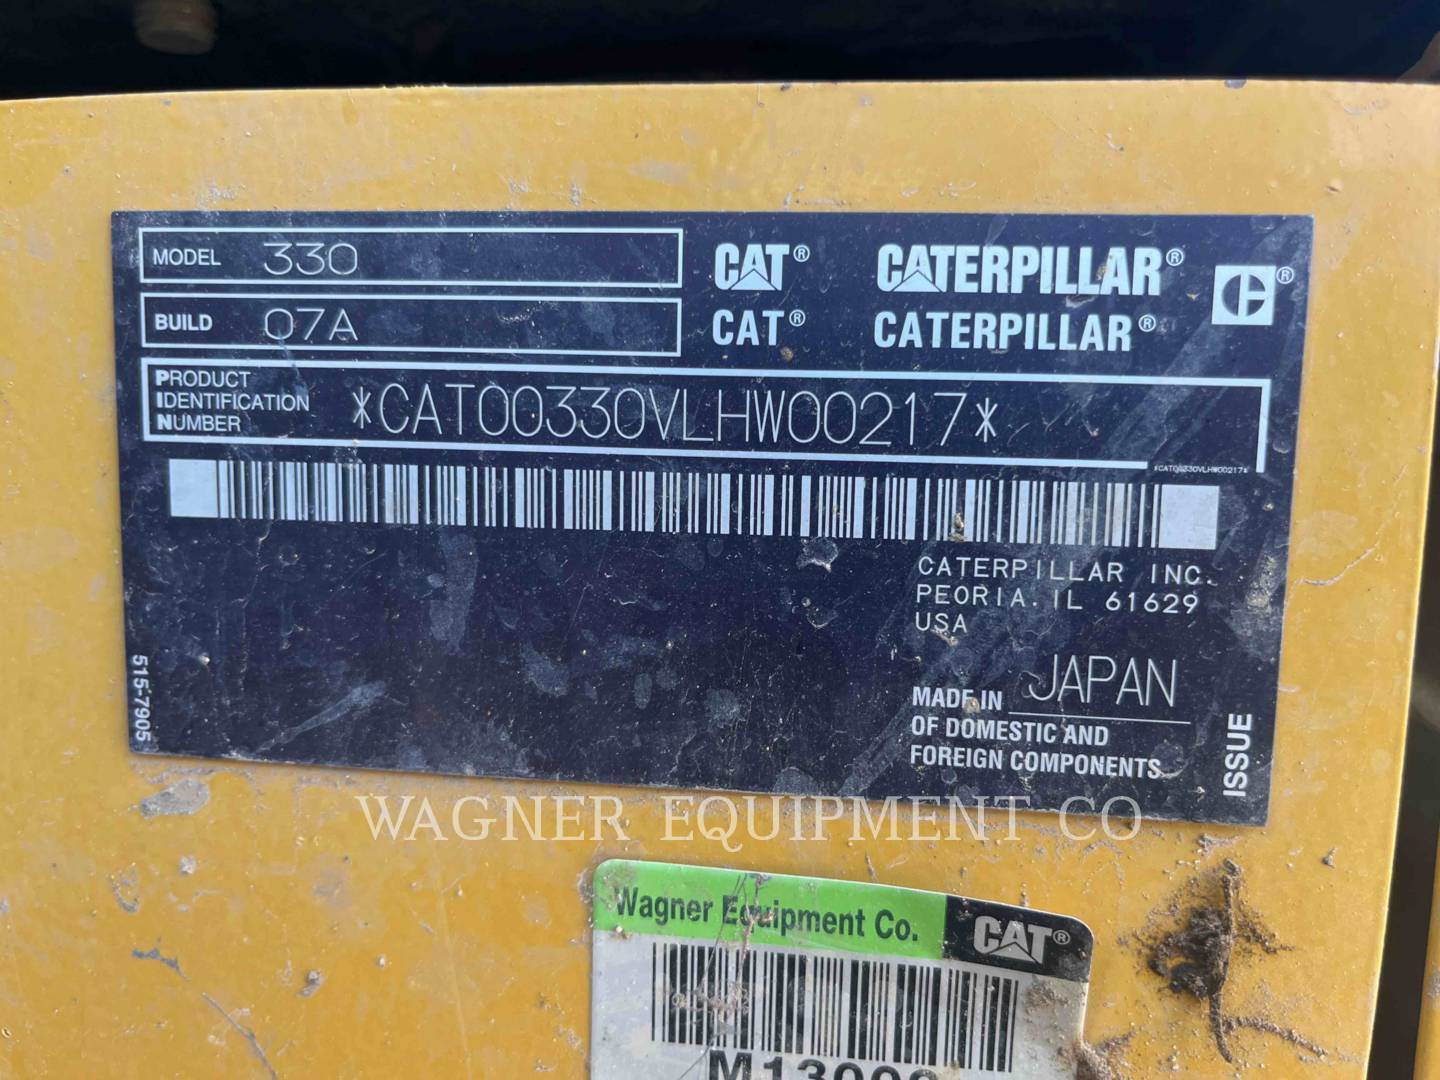 MODEL 330
BUILD 07A
CAT® CATERPILLAR® ®
CAT® CATERPILLAR®
PRODUCT
IDENTIFICATION
NUMBER
*CAT00330VLHW00217*
*CAT00330VLHW00217*
CATERPILLAR INC.
PEORIA, IL 61629
USA
MADE IN JAPAN
OF DOMESTIC AND
FOREIGN COMPONENTS
515-7905
ISSUE
WAGNER EQUIPMENT CO
Wagner Equipment Co. CAT®